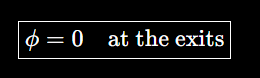 ϕ = 0 at the exits